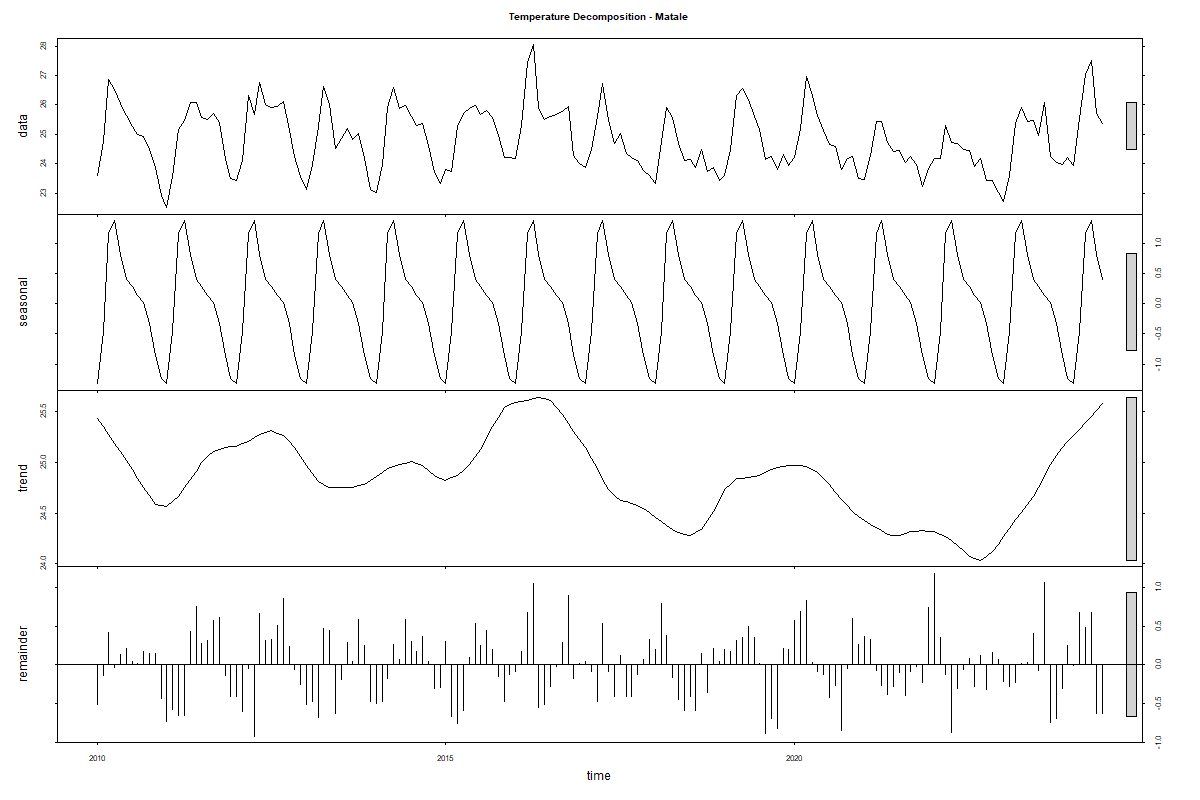 Temperature Decomposition - Matale
data
23 24 25 26 27 28
seasonal
-1.0 -0.5 0.0 0.5 1.0
trend
24.0 24.5 25.0 25.5
remainder
-1.0 -0.5 0.0 0.5 1.0
2010 2015 2020
time